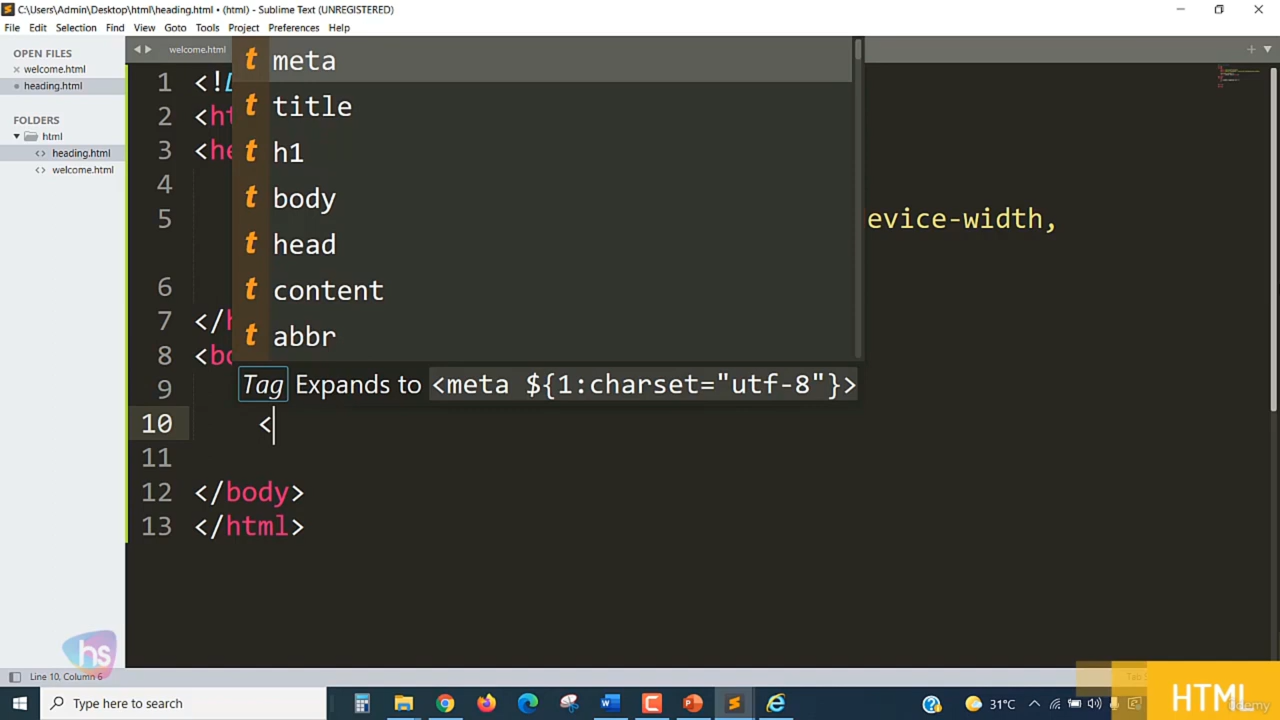 C:\Users\Admin\Desktop\html\heading.html • (html) - Sublime Text (UNREGISTERED)
File Edit Selection Find View Goto Tools Project Preferences Help
OPEN FILES
welcome.html
heading.html
FOLDERS
html
heading.html
welcome.html
welcome.html
1 <!D
2 <ht
3 <he
4
5 evice-width,
6
7 </h
8 <bo
9
10 <
11
12 </body>
13 </html>
t meta
t title
t h1
t body
t head
t content
t abbr
Tag Expands to <meta ${1:charset="utf-8"}>
hs
Line 10, Column 6
Tab S
Type here to search
31°C
HTML
Udemy